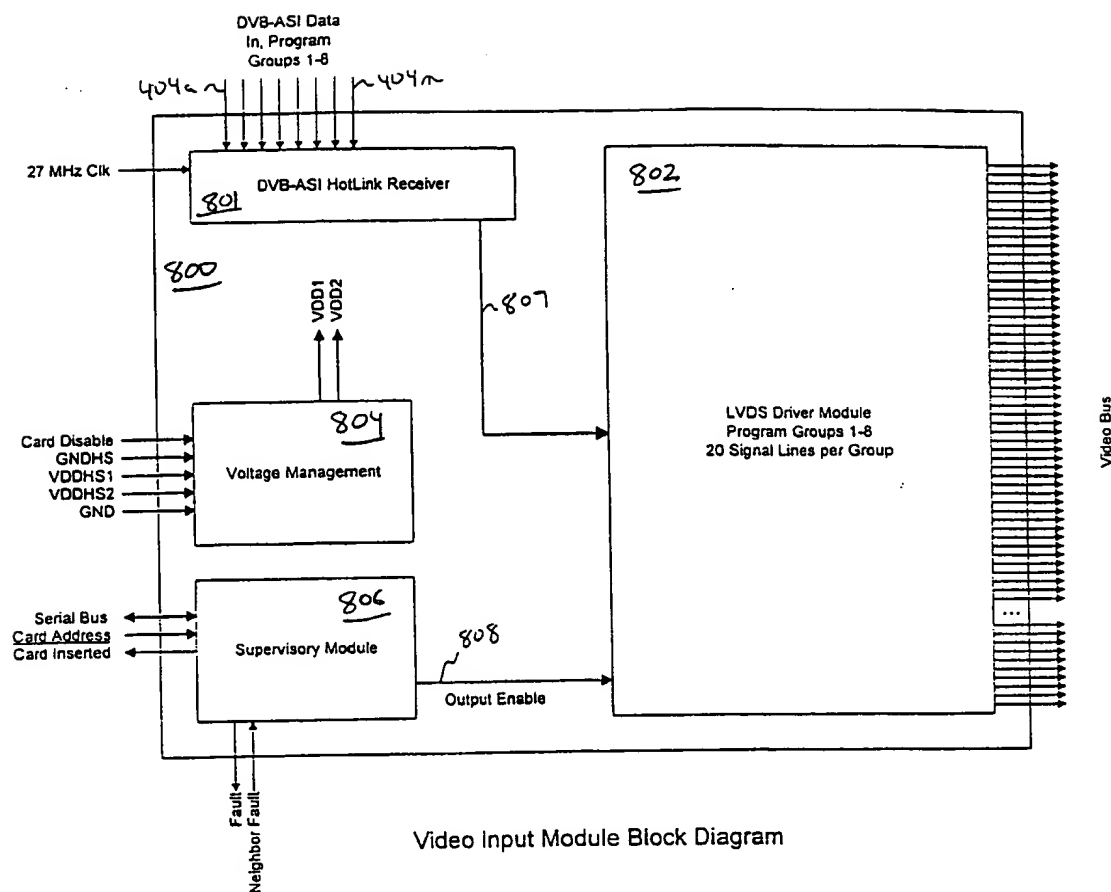 DVB-ASI Data
In, Program
Groups 1-8
404a
404n
27 MHz Clk
DVB-ASI HotLink Receiver
801
802
800
VDD1
VDD2
807
804
Card Disable
GNDHS
VDDHS1
VDDHS2
GND
Voltage Management
LVDS Driver Module
Program Groups 1-8
20 Signal Lines per Group
Video Bus
806
Serial Bus
Card Address
Card Inserted
Supervisory Module
808
Output Enable
...
Fault
Neighbor Fault
Video Input Module Block Diagram